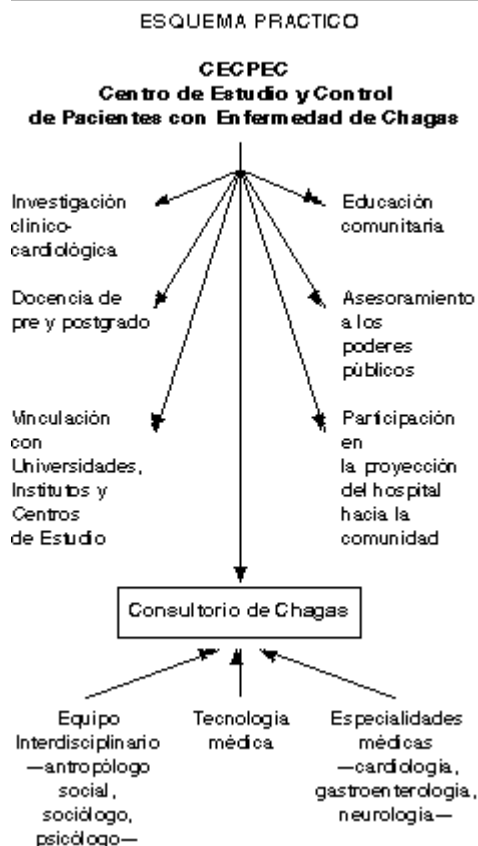 ESQUEMA PRACTICO
CECPEC
Centro de Estudio y Control
de Pacientes con Enfermedad de Chagas
Investigación
clínico-
cardiológica
Educación
comunitaria
Docencia de
pre y postgrado
Asesoramiento
a los
poderes
públicos
Vinculación
con
Universidades,
Institutos y
Centros
de Estudio
Participación
en
la proyección
del hospital
hacia la
comunidad
Consultorio de Chagas
Equipo
Interdisciplinario
—antropólogo
social,
sociólogo,
psicólogo—
Tecnología
médica
Especialidades
médicas
—cardiología,
gastroenterología,
neurología—